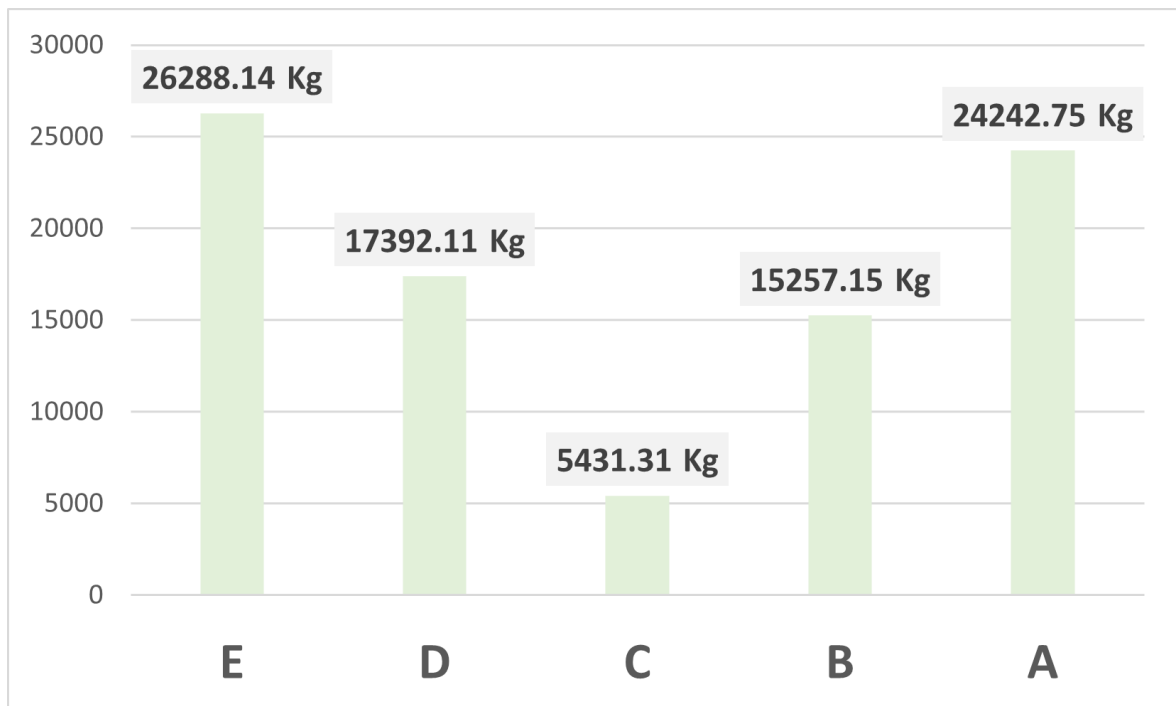 30000
26288.14 Kg
24242.75 Kg
25000
20000
17392.11 Kg
15257.15 Kg
15000
10000
5431.31 Kg
5000
0
E D C B A